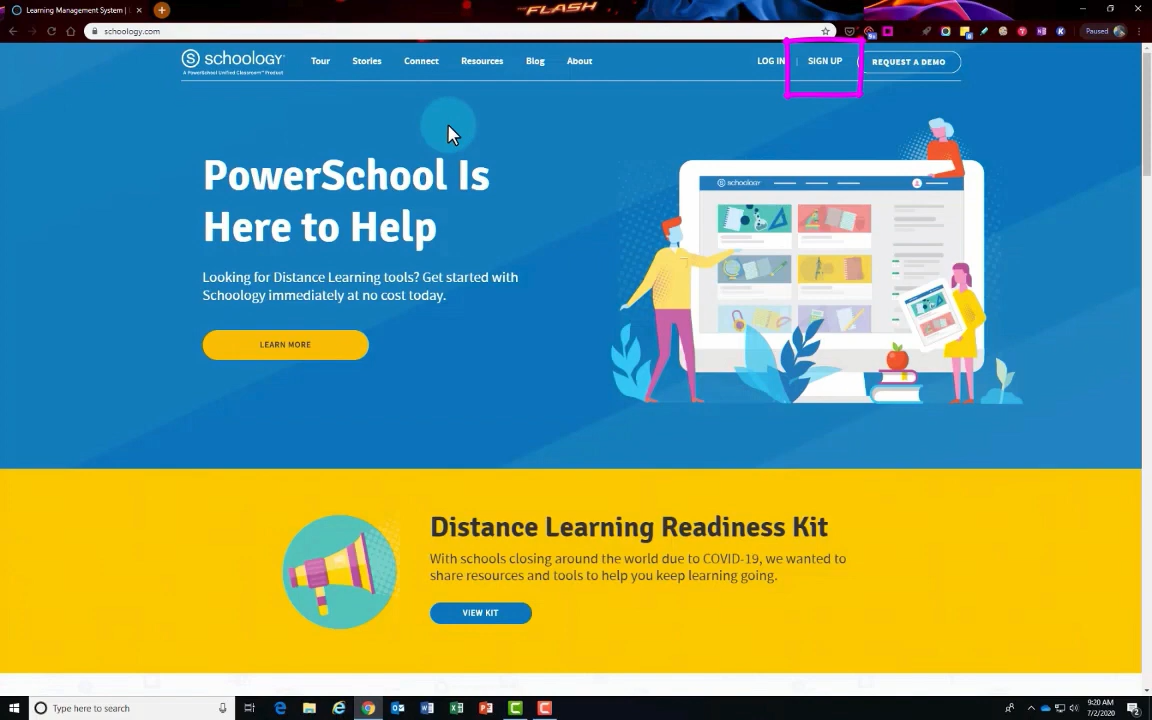 FLASH
Learning Management System |
schoology.com
Paused
schoology
A PowerSchool Unified Classroom™ Product
Tour
Stories
Connect
Resources
Blog
About
LOG IN
SIGN UP
REQUEST A DEMO
PowerSchool Is
Here to Help
Looking for Distance Learning tools? Get started with
Schoology immediately at no cost today.
LEARN MORE
schoology
Distance Learning Readiness Kit
With schools closing around the world due to COVID-19, we wanted to
share resources and tools to help you keep learning going.
VIEW KIT
Type here to search
9:20 AM
7/2/2020